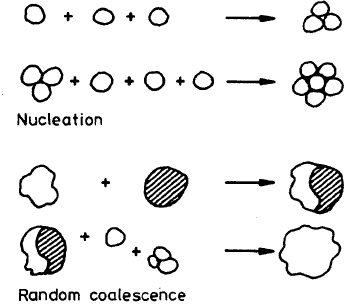 + +
+ + +
Nucleation
+
+
+
Random coalescence